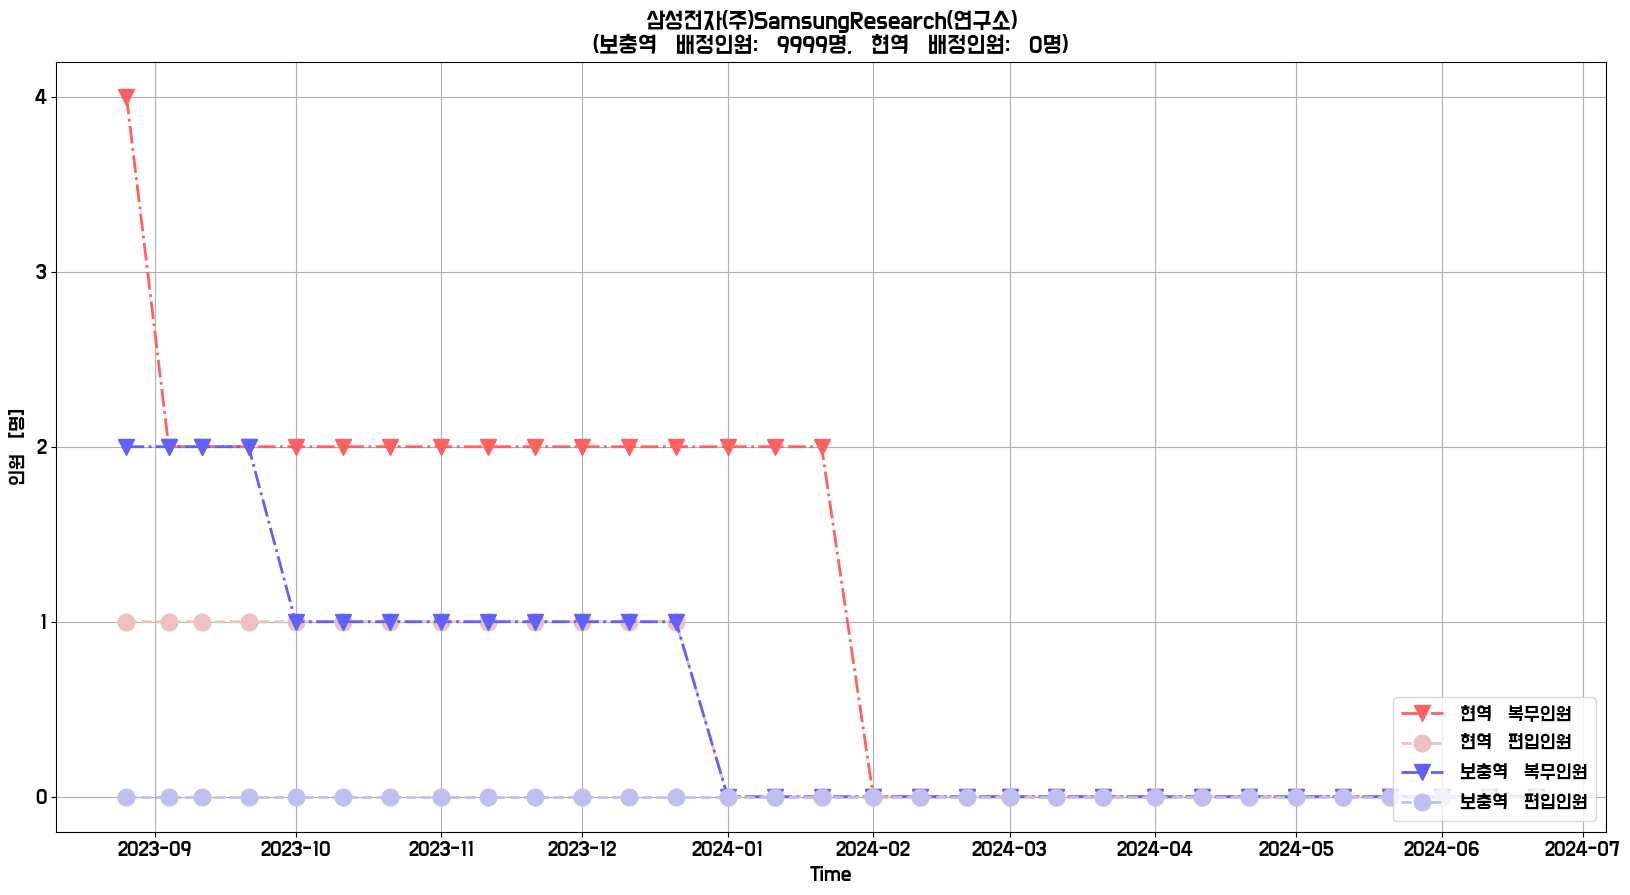 삼성전자(주)SamsungResearch(연구소)
(보충역 배정인원: 9999명, 현역 배정인원: 0명)
4
3
2
1
0
인원 [명]
2023-09 2023-10 2023-11 2023-12 2024-01 2024-02 2024-03 2024-04 2024-05 2024-06 2024-07
Time
현역 복무인원
현역 편입인원
보충역 복무인원
보충역 편입인원